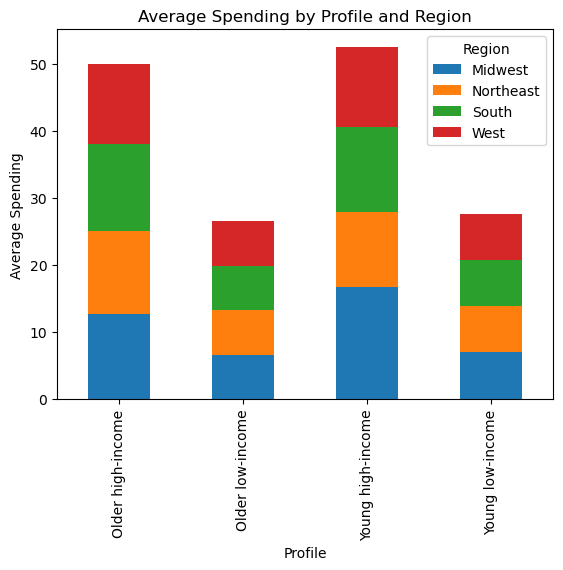 Average Spending by Profile and Region
Region
Midwest
Northeast
South
West
Average Spending
50
40
30
20
10
0
Older high-income
Older low-income
Young high-income
Young low-income
Profile